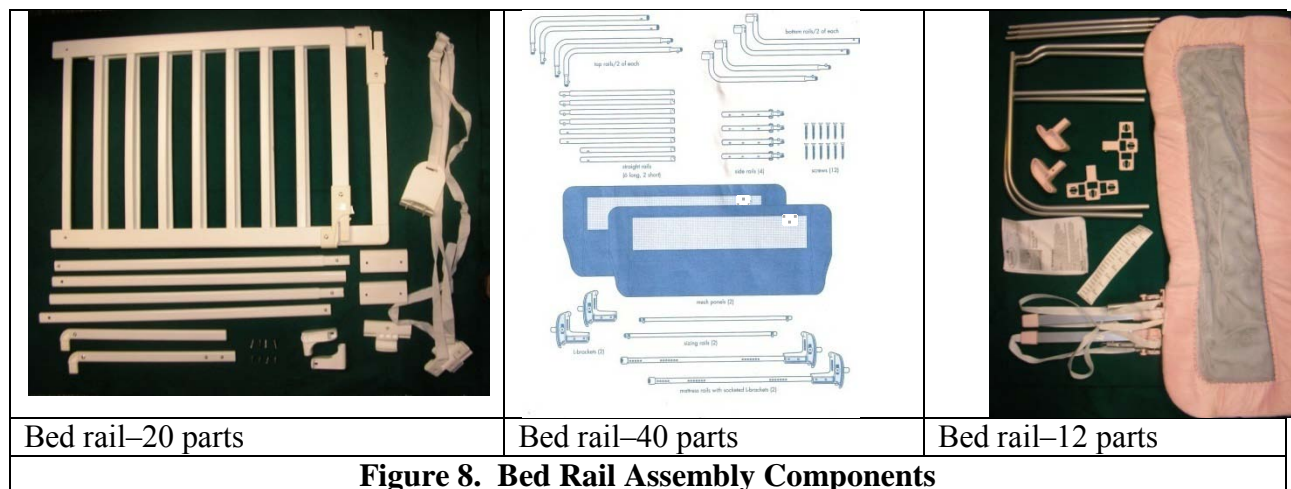 top rails/2 of each
bottom rails/2 of each
straight rails
(6 long, 2 short)
side rails (4)
screws (12)
mesh panels (2)
L-brackets (2)
sizing rails (2)
mattress rails with socketed L-brackets (2)
Bed rail–20 parts
Bed rail–40 parts
Bed rail–12 parts
Figure 8. Bed Rail Assembly Components